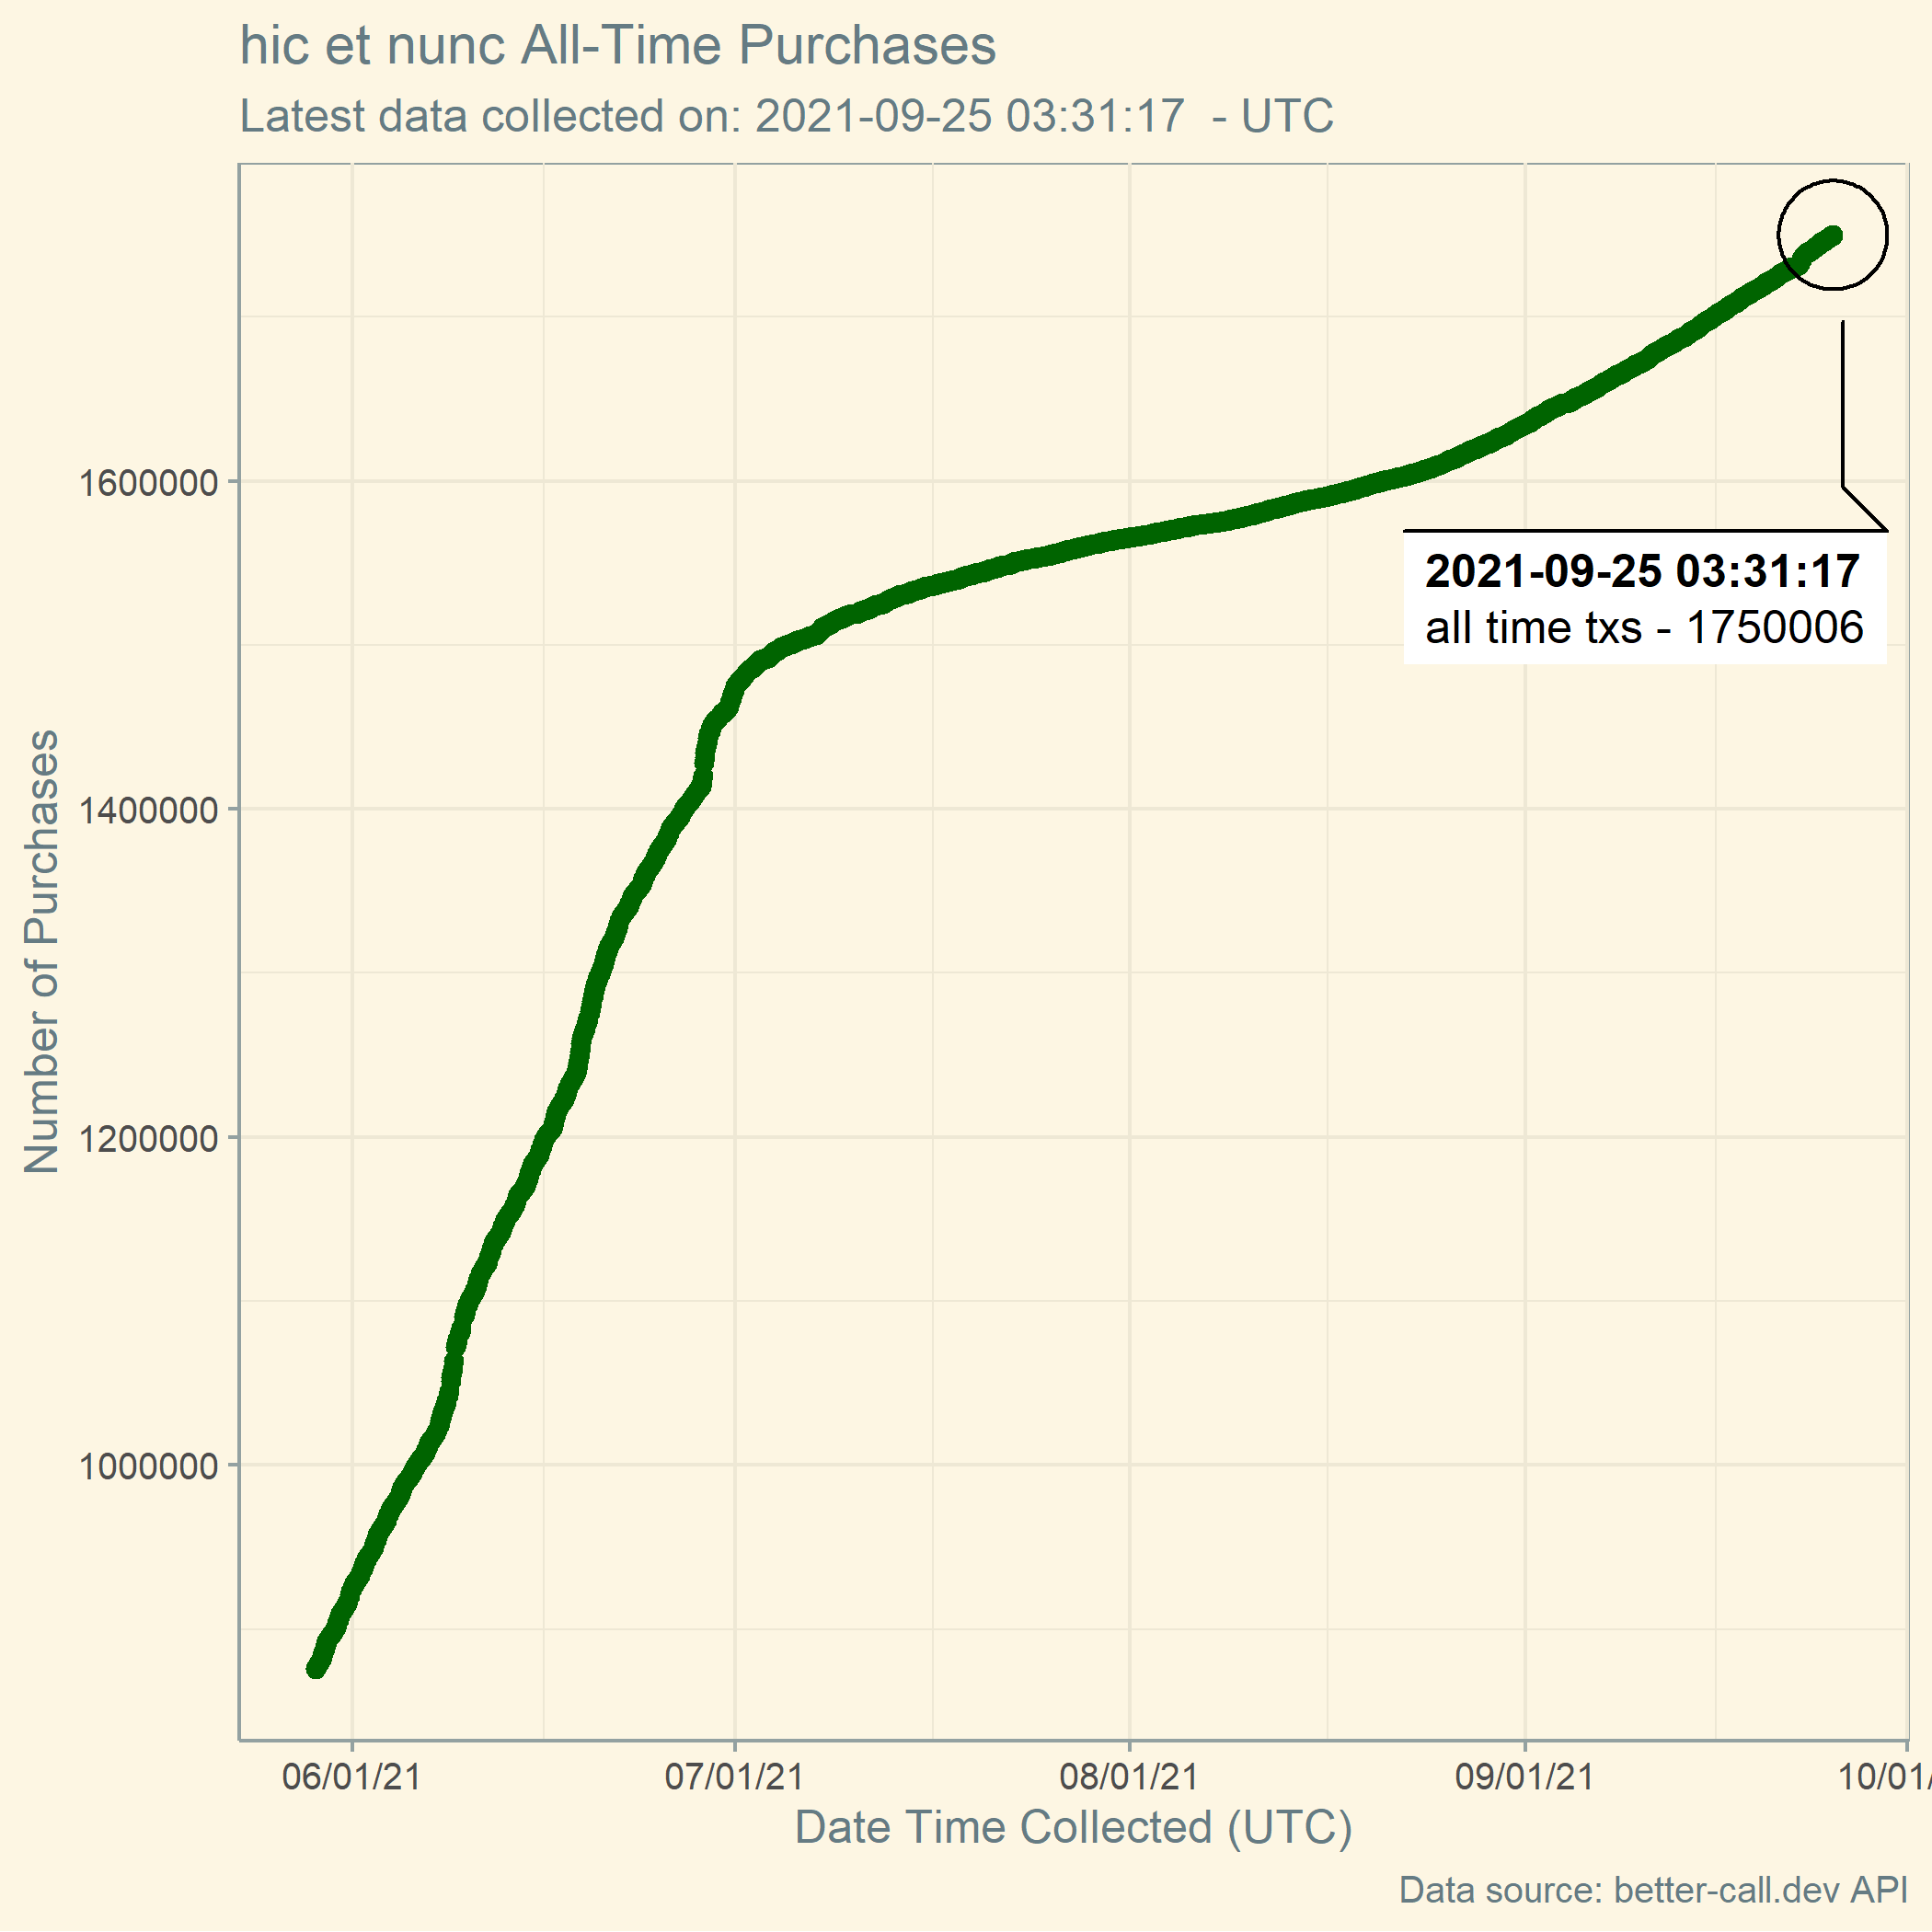 hic et nunc All-Time Purchases
Latest data collected on: 2021-09-25 03:31:17  - UTC
Number of Purchases
1600000
1400000
1200000
1000000
2021-09-25 03:31:17
all time txs - 1750006
06/01/21 07/01/21 08/01/21 09/01/21 10/01/
Date Time Collected (UTC)
Data source: better-call.dev API